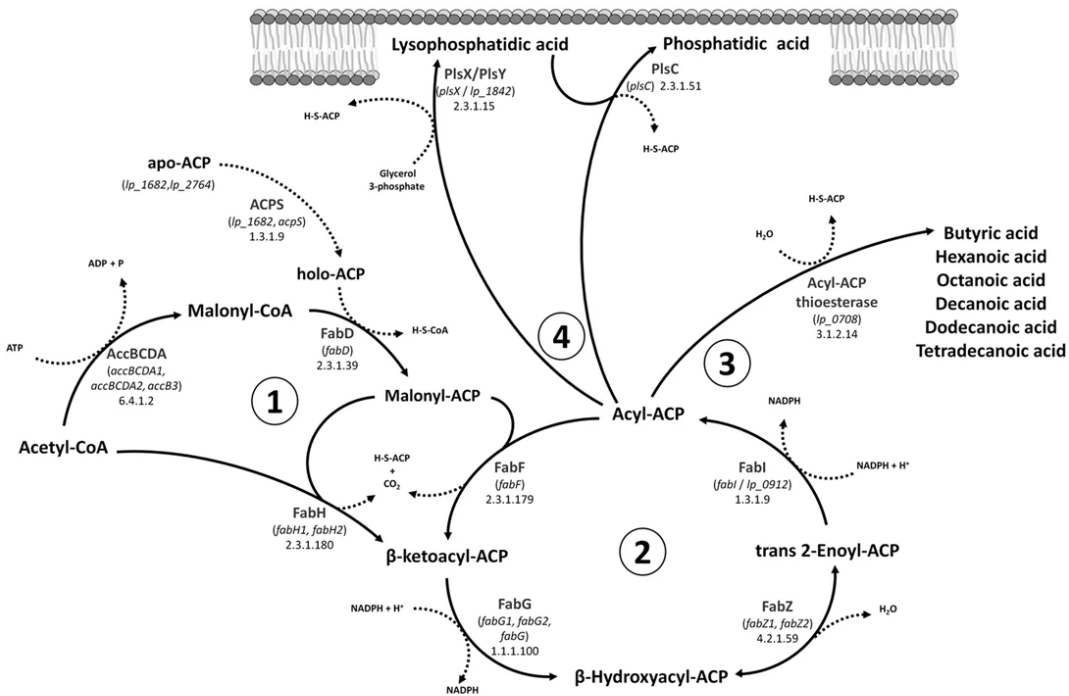 Lysophosphatidic acid
Phosphatidic acid
PlsX/PlsY
(plsX / lp_1842)
2.3.1.15
PlsC
(plsC) 2.3.1.51
H-S-ACP
H-S-ACP
Glycerol
3-phosphate
apo-ACP
(lp_1682,lp_2764)
ACPS
(lp_1682, acpS)
1.3.1.9
holo-ACP
ADP + P
Malonyl-CoA
ATP
AccBCDA
(accBCDA1,
accBCDA2, accB3)
6.4.1.2
FabD
(fabD)
2.3.1.39
H-S-CoA
1
Malonyl-ACP
Acetyl-CoA
H-S-ACP
+
CO2
FabH
(fabH1, fabH2)
2.3.1.180
FabF
(fabF)
2.3.1.179
4
3
H-S-ACP
H2O
Acyl-ACP
thioesterase
(lp_0708)
3.1.2.14
Butyric acid
Hexanoic acid
Octanoic acid
Decanoic acid
Dodecanoic acid
Tetradecanoic acid
Acyl-ACP
NADPH
NADPH + H+
FabI
(fabI / lp_0912)
1.3.1.9
2
β-ketoacyl-ACP
trans 2-Enoyl-ACP
NADPH + H+
NADPH
FabG
(fabG1, fabG2,
fabG)
1.1.1.100
FabZ
(fabZ1, fabZ2)
4.2.1.59
H2O
β-Hydroxyacyl-ACP